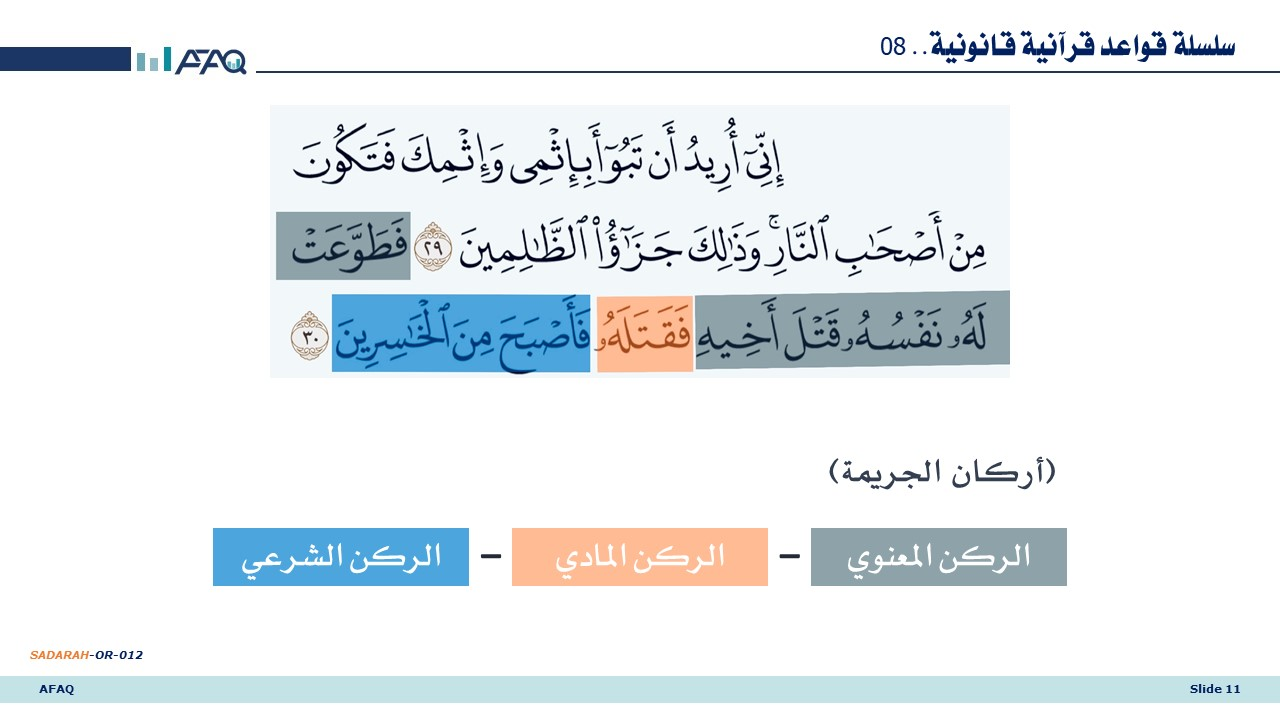 سلسلة قواعد قرآنية قانونية.. 08
AFAQ
إِنِّىٓ أُرِيدُ أَن تَبُوٓأَ بِإِثْمِى وَإِثْمِكَ فَتَكُونَ
مِنْ أَصْحَٰبِ ٱلنَّارِۚ وَذَٰلِكَ جَزَٰٓؤُا۟ ٱلظَّٰلِمِينَ ٢٩ فَطَوَّعَتْ
لَهُۥ نَفْسُهُۥ قَتْلَ أَخِيهِ فَقَتَلَهُۥ فَأَصْبَحَ مِنَ ٱلْخَٰسِرِينَ ٣٠
(أركان الجريمة)
الركن المعنوي – الركن المادي – الركن الشرعي
SADARAH-OR-012
AFAQ
Slide 11